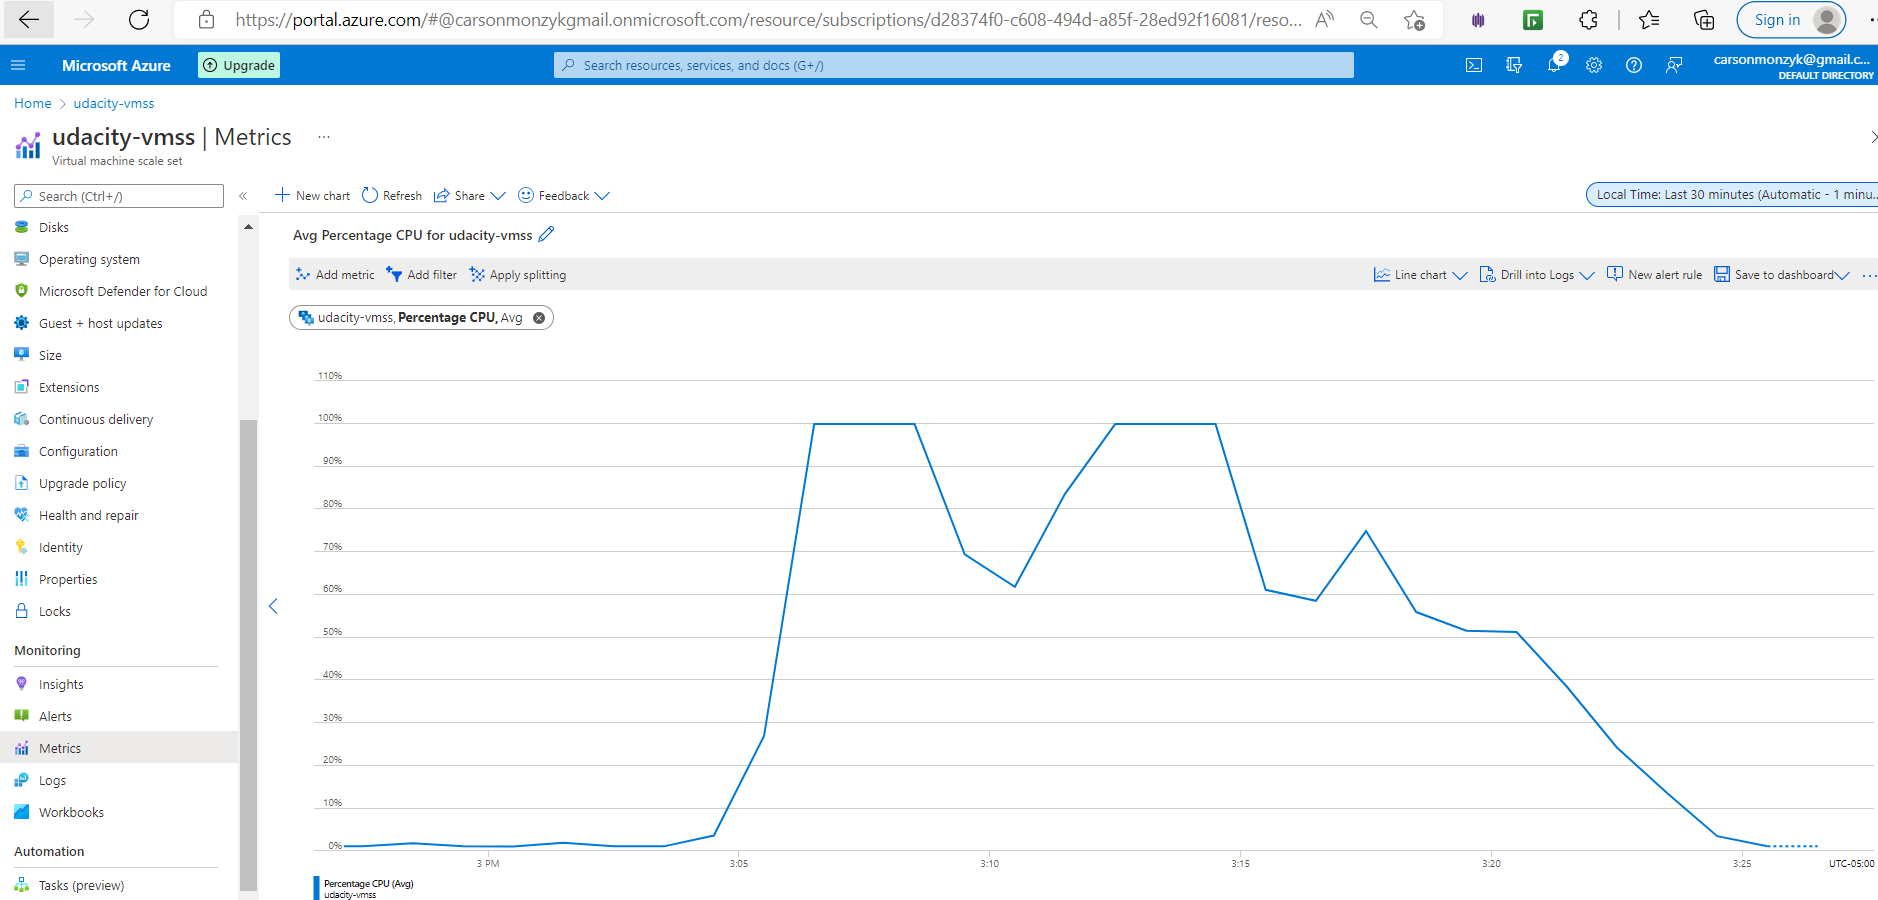 https://portal.azure.com/#@carsonmonzykgmail.onmicrosoft.com/resource/subscriptions/d28374f0-c608-494d-a85f-28ed92f16081/reso...
Sign in
Microsoft Azure
Upgrade
Search resources, services, and docs (G+/)
2
carsonmonzyk@gmail.c...
DEFAULT DIRECTORY
Home > udacity-vmss
udacity-vmss | Metrics ...
Virtual machine scale set
Search (Ctrl+/)
«
New chart
Refresh
Share
Feedback
Local Time: Last 30 minutes (Automatic - 1 minu...
Disks
Operating system
Microsoft Defender for Cloud
Guest + host updates
Size
Extensions
Continuous delivery
Configuration
Upgrade policy
Health and repair
Identity
Properties
Locks
Monitoring
Insights
Alerts
Metrics
Logs
Workbooks
Automation
Tasks (preview)
Avg Percentage CPU for udacity-vmss
Add metric
Add filter
Apply splitting
Line chart
Drill into Logs
New alert rule
Save to dashboard
...
udacity-vmss, Percentage CPU, Avg
110%
100%
90%
80%
70%
60%
50%
40%
30%
20%
10%
0%
3 PM
3:05
3:10
3:15
3:20
3:25
UTC-05:00
Percentage CPU (Avg)
udacity-vmss